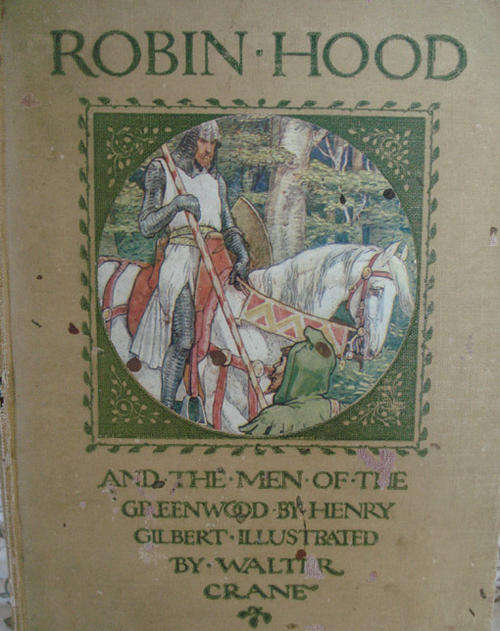 ROBIN · HOOD
AND · THE · MEN · OF · THE
GREENWOOD · BY · HENRY
GILBERT · ILLUSTRATED
BY · WALTER
CRANE